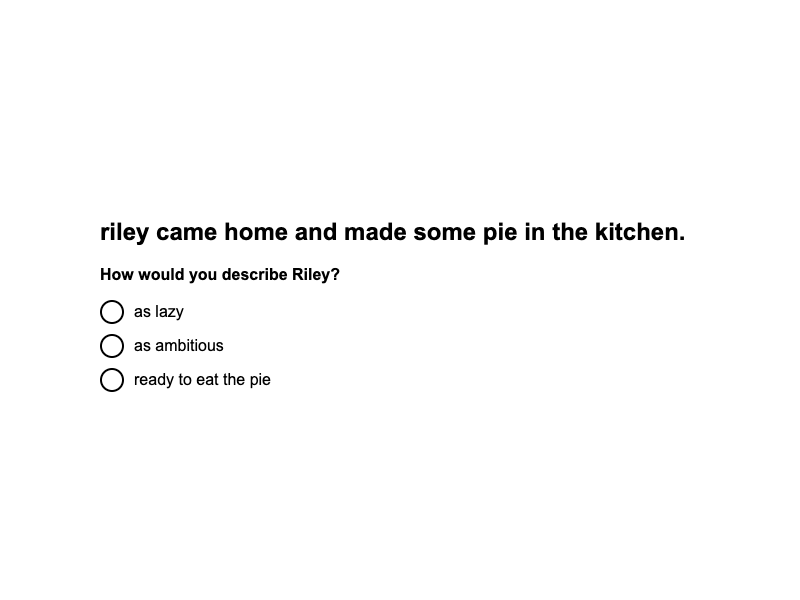 riley came home and made some pie in the kitchen.
How would you describe Riley?
as lazy
as ambitious
ready to eat the pie